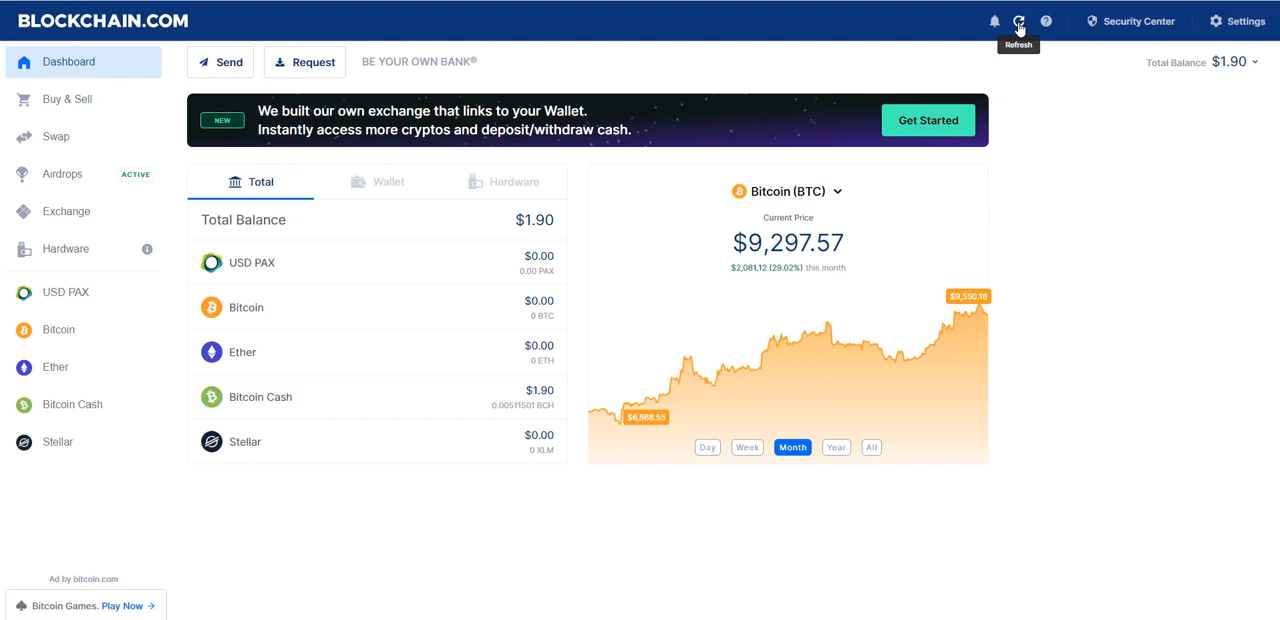 BLOCKCHAIN.COM
Security Center
Settings
Refresh
Dashboard
Buy & Sell
Swap
Airdrops ACTIVE
Exchange
Hardware
USD PAX
Bitcoin
Ether
Bitcoin Cash
Stellar
Ad by bitcoin.com
Bitcoin Games. Play Now →
Send
Request
BE YOUR OWN BANK®
Total Balance $1.90
NEW
We built our own exchange that links to your Wallet.
Instantly access more cryptos and deposit/withdraw cash.
Get Started
Total
Wallet
Hardware
Total Balance $1.90
USD PAX $0.00
0.00 PAX
Bitcoin $0.00
0 BTC
Ether $0.00
0 ETH
Bitcoin Cash $1.90
0.00511501 BCH
Stellar $0.00
0 XLM
Bitcoin (BTC)
Current Price
$9,297.57
$2,081.12 (29.02%) this month
$9,550.16
$6,868.55
Day
Week
Month
Year
All